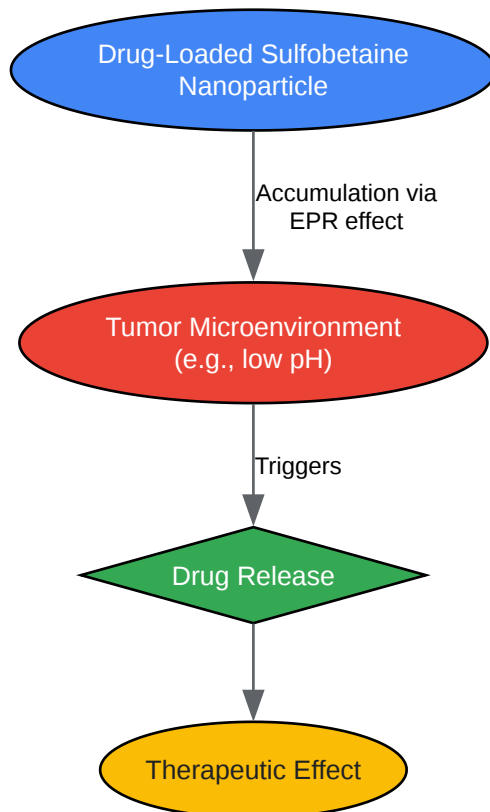 Drug-Loaded Sulfobetaine
Nanoparticle
Accumulation via
EPR effect
Tumor Microenvironment
(e.g., low pH)
Triggers
Drug Release
Therapeutic Effect